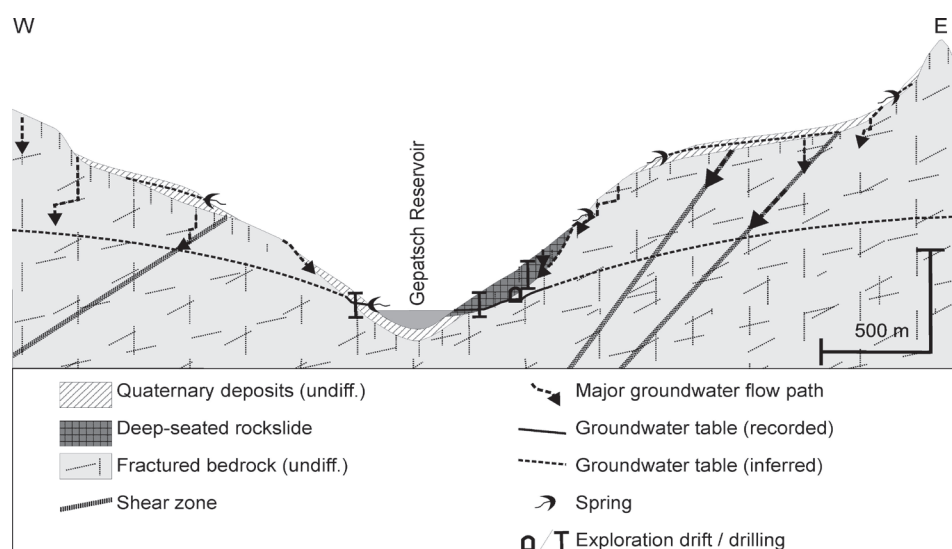 W
E
Gepatsch Reservoir
500 m
Quaternary deposits (undiff.)
Deep-seated rockslide
Fractured bedrock (undiff.)
Shear zone
Major groundwater flow path
Groundwater table (recorded)
Groundwater table (inferred)
Spring
Exploration drift / drilling